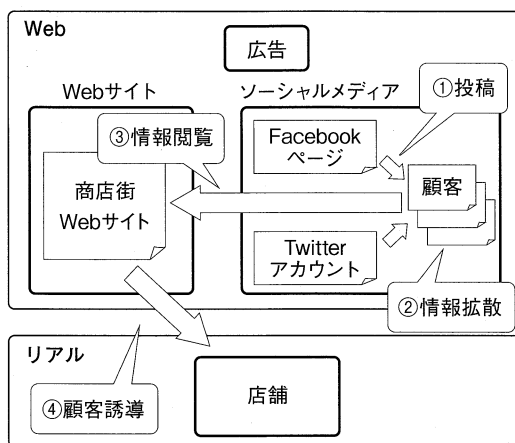 Web
広告
Webサイト
ソーシャルメディア
①投稿
③情報閲覧
Facebook
ページ
商店街
Webサイト
顧客
Twitter
アカウント
②情報拡散
リアル
店舗
④顧客誘導